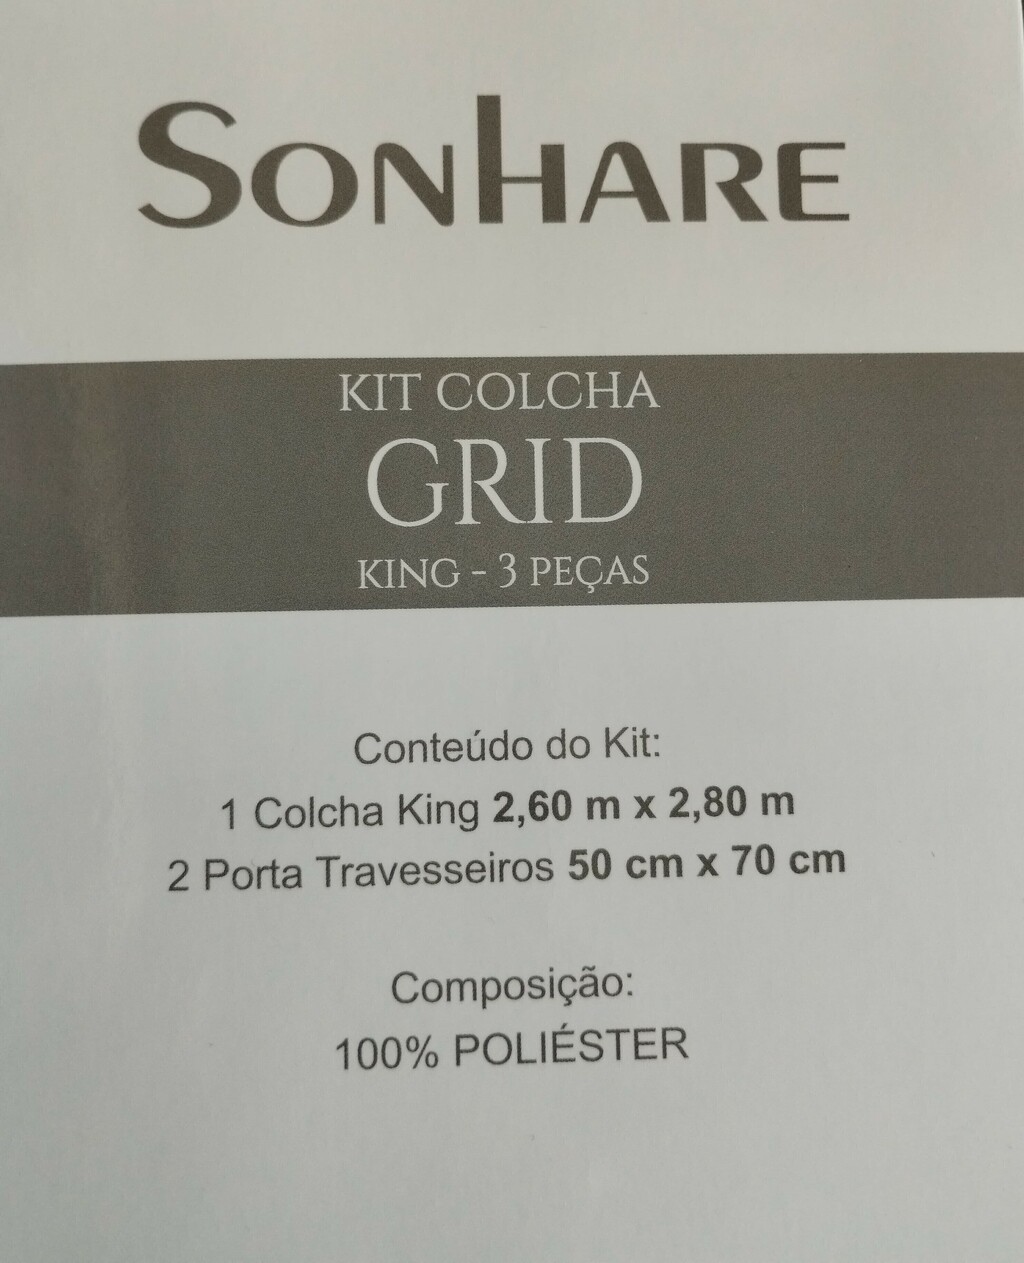 SONHARE
KIT COLCHA
GRID
KING - 3 PEÇAS
Conteúdo do Kit:
1 Colcha King 2,60 m x 2,80 m
2 Porta Travesseiros 50 cm x 70 cm
Composição:
100% POLIÉSTER